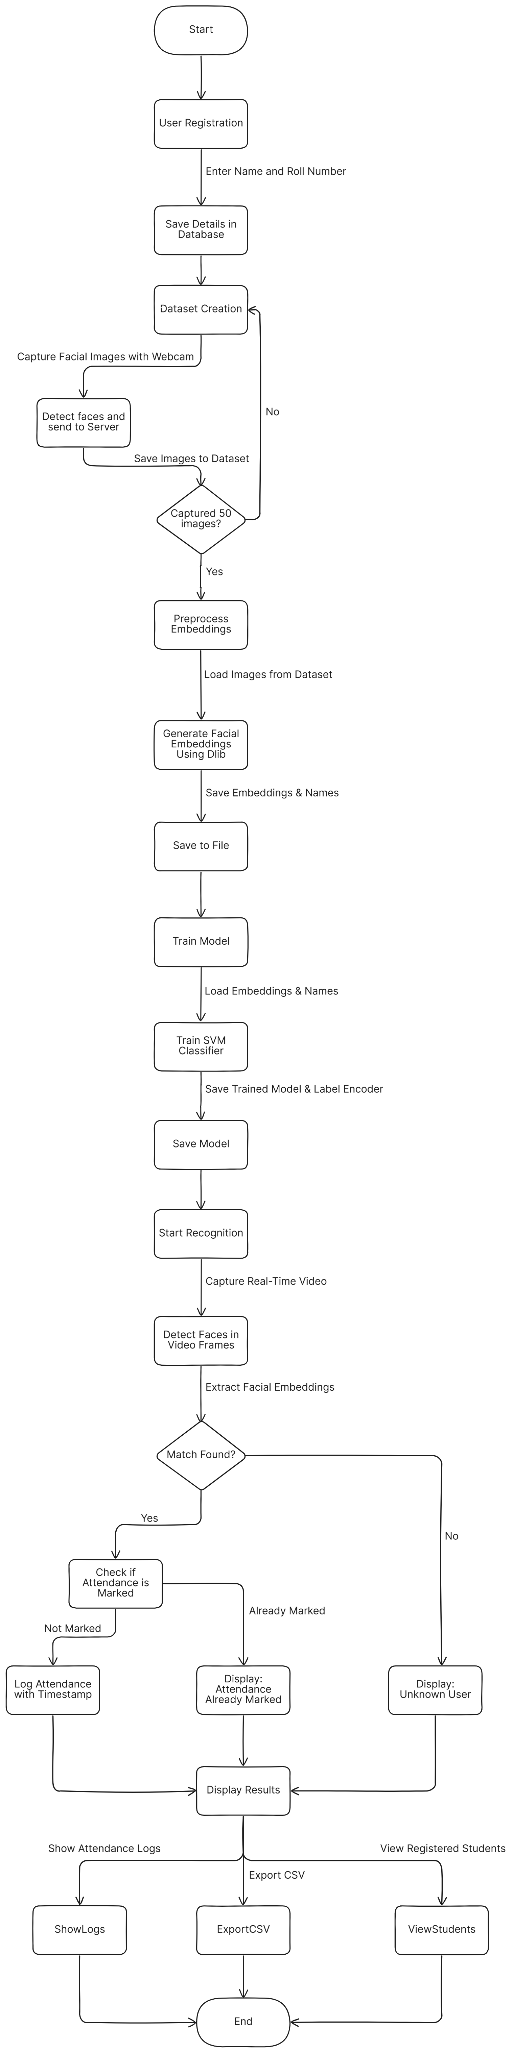 Start
User Registration
Enter Name and Roll Number
Save Details in
Database
Dataset Creation
Capture Facial Images with Webcam
No
Detect faces and
send to Server
Save Images to Dataset
Captured 50
images?
Yes
Preprocess
Embeddings
Load Images from Dataset
Generate Facial
Embeddings
Using Dlib
Save Embeddings & Names
Save to File
Train Model
Load Embeddings & Names
Train SVM
Classifier
Save Trained Model & Label Encoder
Save Model
Start Recognition
Capture Real-Time Video
Detect Faces in
Video Frames
Extract Facial Embeddings
Match Found?
Yes
No
Check if
Attendance is
Marked
Already Marked
Not Marked
Log Attendance
with Timestamp
Display:
Attendance
Already Marked
Display:
Unknown User
Display Results
Show Attendance Logs
View Registered Students
Export CSV
ShowLogs
ExportCSV
ViewStudents
End